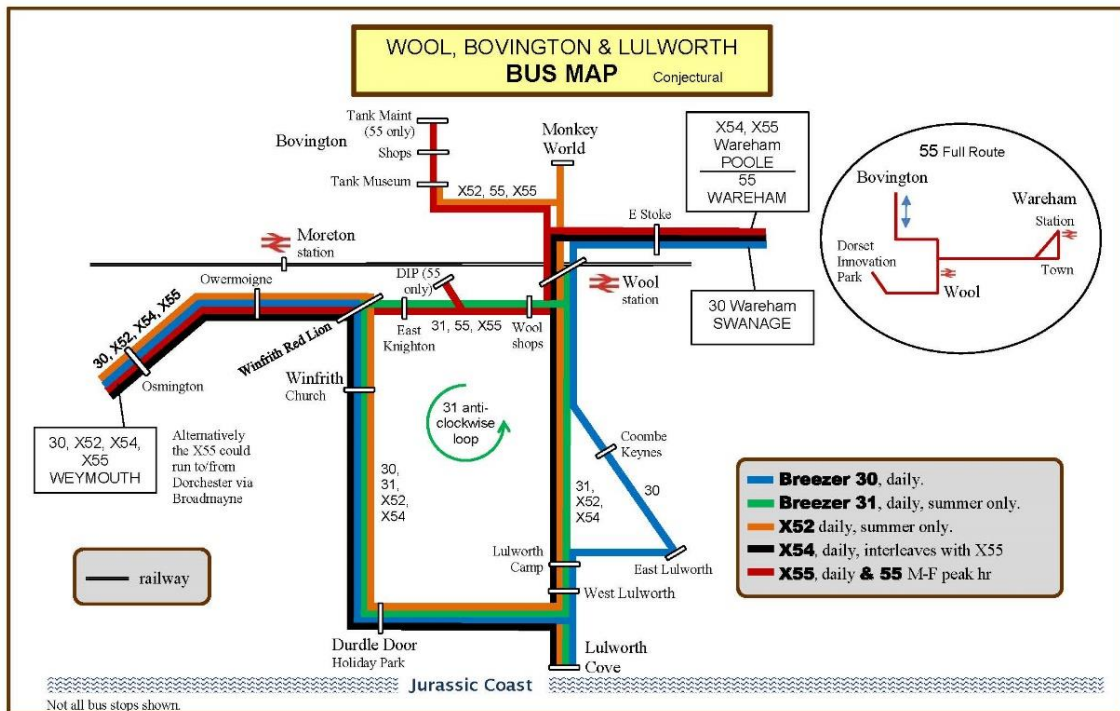 WOOL, BOVINGTON & LULWORTH
BUS MAP Conjectural
Tank Maint
(55 only)
Bovington
Shops
Tank Museum
X52, 55, X55
Monkey
World
X54, X55
Wareham
POOLE
55
WAREHAM
E Stoke
55 Full Route
Bovington
Wareham
Station
Dorset
Innovation
Park
Town
Wool
Moreton
station
Owermoigne
DIP (55
only)
Wool
station
30 Wareham
SWANAGE
30, X52, X54, X55
Osmington
Winfrith Red Lion
East
Knighton
31, 55, X55
Wool
shops
Winfrith
Church
31 anti-
clockwise
loop
30, X52, X54,
X55
WEYMOUTH
Alternatively
the X55 could
run to/from
Dorchester via
Broadmayne
30,
31,
X52,
X54
31,
X52,
X54
Coombe
Keynes
30
Lulworth
Camp
East Lulworth
West Lulworth
Breezer 30, daily.
Breezer 31, daily, summer only.
X52 daily, summer only.
X54, daily, interleaves with X55
X55, daily & 55 M-F peak hr
railway
Durdle Door
Holiday Park
Lulworth
Cove
Jurassic Coast
Not all bus stops shown.